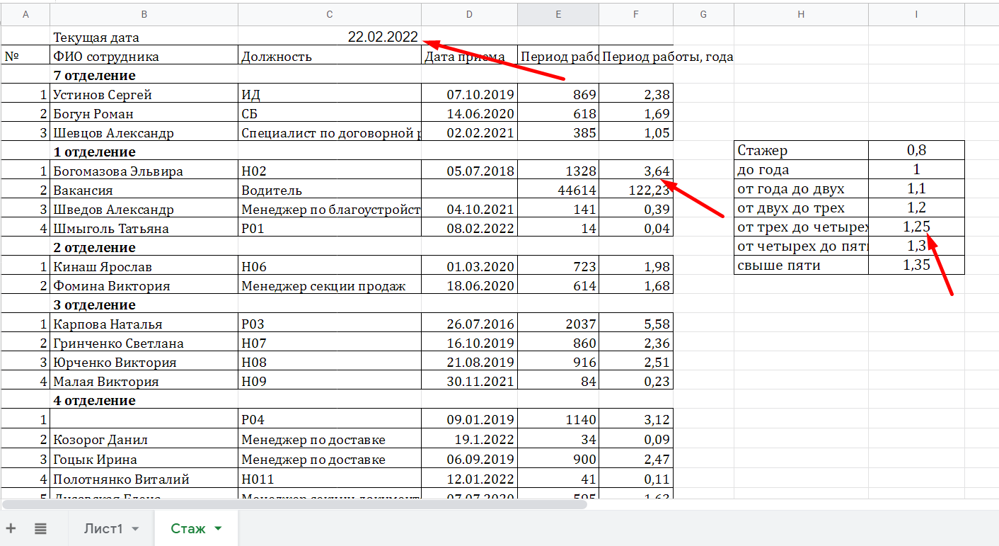 A B C D E F G H I
Текущая дата 22.02.2022
№ ФИО сотрудника Должность Дата приема Период рабо Период работы, года
7 отделение
1 Устинов Сергей ИД 07.10.2019 869 2,38
2 Богун Роман СБ 14.06.2020 618 1,69
3 Шевцов Александр Специалист по договорной р 02.02.2021 385 1,05
1 отделение Стажер 0,8
1 Богомазова Эльвира Н02 05.07.2018 1328 3,64 до года 1
2 Вакансия Водитель 44614 122,23 от года до двух 1,1
3 Шведов Александр Менеджер по благоустройст 04.10.2021 141 0,39 от двух до трех 1,2
4 Шмыголь Татьяна Р01 08.02.2022 14 0,04 от трех до четырех 1,25
2 отделение от четырех до пяти 1,3
1 Кинаш Ярослав Н06 01.03.2020 723 1,98 свыше пяти 1,35
2 Фомина Виктория Менеджер секции продаж 18.06.2020 614 1,68
3 отделение
1 Карпова Наталья Р03 26.07.2016 2037 5,58
2 Гринченко Светлана Н07 16.10.2019 860 2,36
3 Юрченко Виктория Н08 21.08.2019 916 2,51
4 Малая Виктория Н09 30.11.2021 84 0,23
4 отделение
1 Р04 09.01.2019 1140 3,12
2 Козорог Данил Менеджер по доставке 19.1.2022 34 0,09
3 Гоцык Ирина Менеджер по доставке 06.09.2019 900 2,47
4 Полотнянко Виталий Н011 12.01.2022 41 0,11
Лист1 Стаж